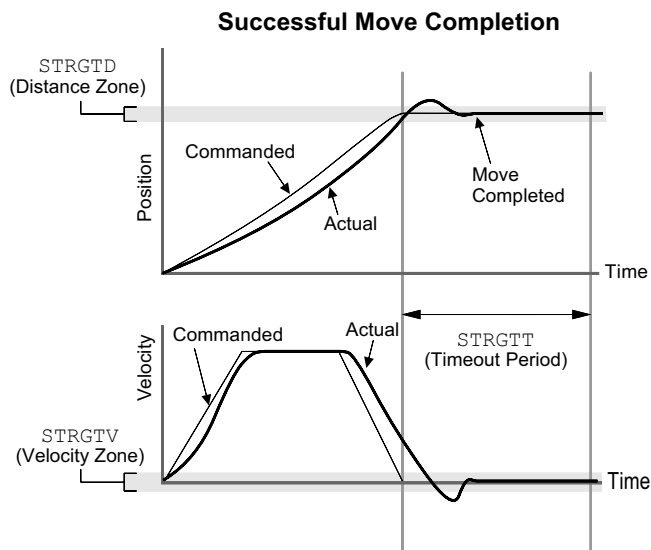 Successful Move Completion
STRGTD
(Distance Zone)
Position
Commanded
Actual
Move
Completed
Time
Velocity
Commanded
Actual
STRGTT
(Timeout Period)
STRGTV
(Velocity Zone)
Time